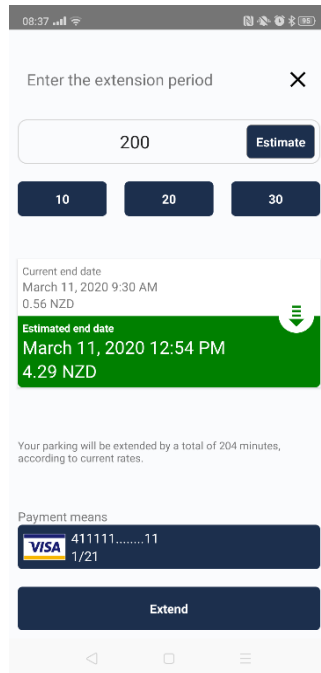 08:37
95
Enter the extension period
200
Estimate
10
20
30
Current end date
March 11, 2020 9:30 AM
0.56 NZD
Estimated end date
March 11, 2020 12:54 PM
4.29 NZD
Your parking will be extended by a total of 204 minutes,
according to current rates.
Payment means
VISA
411111........11
1/21
Extend